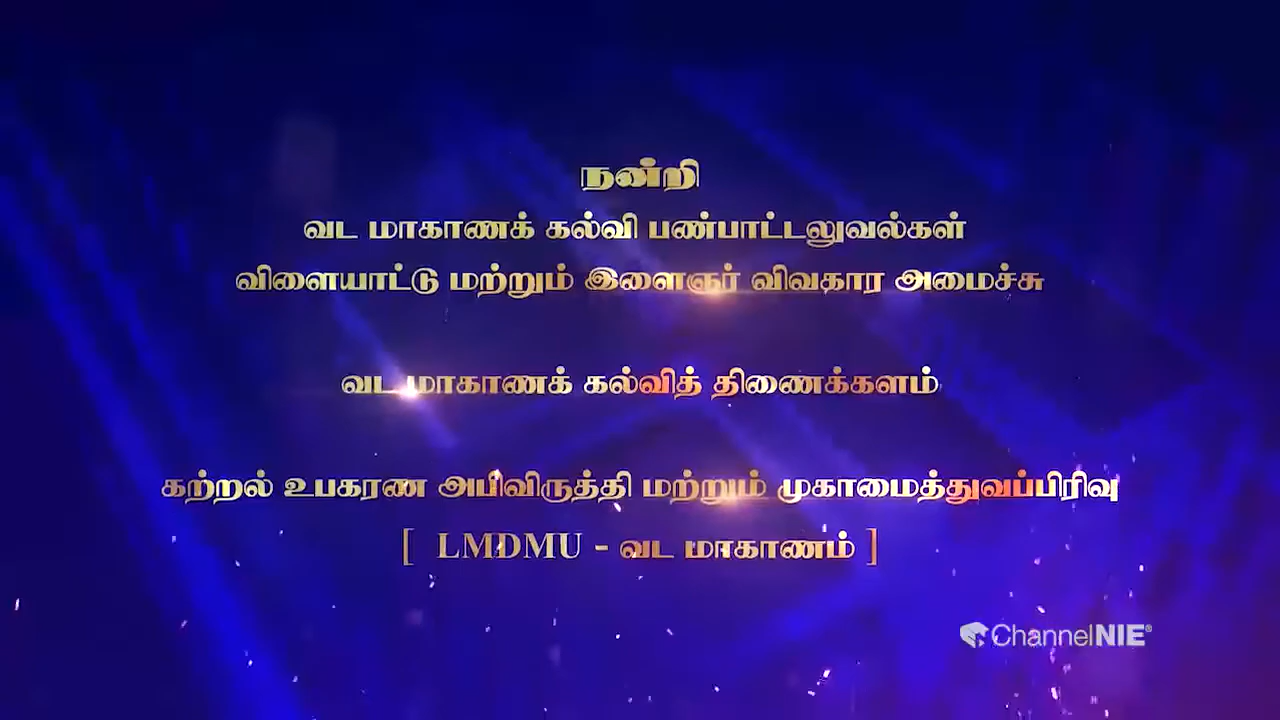 நன்றி
வட மாகாணக் கல்வி பண்பாட்டலுவல்கள்
விளையாட்டு மற்றும் இளைஞர் விவகார அமைச்சு
வட மாகாணக் கல்வித் திணைக்களம்
கற்றல் உபகரண அபிவிருத்தி மற்றும் முகாமைத்துவப்பிரிவு
[ LMDMU - வட மாகாணம் ]
ChannelNIE®